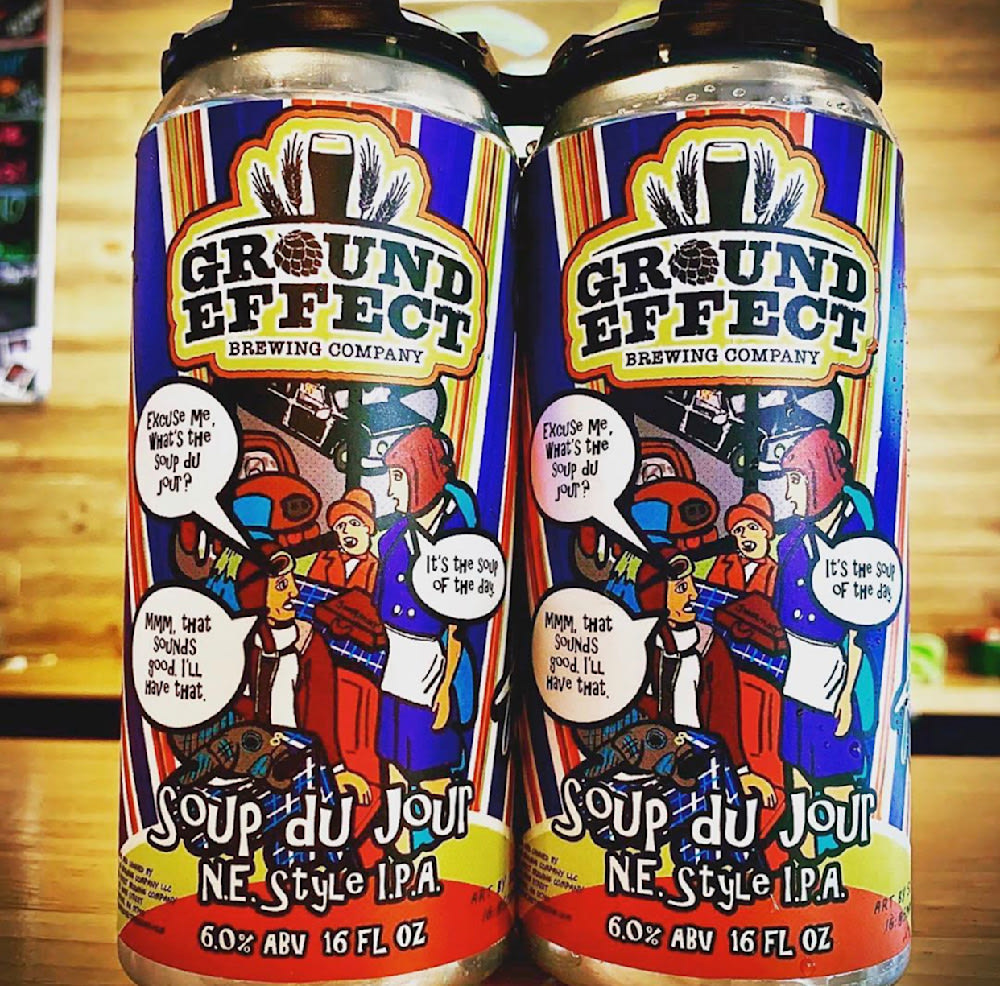 GROUND
EFFECT
BREWING COMPANY
EXCUSE ME,
WHAT'S THE
SOUP DU
JOUR?
IT'S THE SOUP
OF THE DAY.
MMM, THAT
SOUNDS
GOOD. I'LL
HAVE THAT.
SOUP DU JOUR
N.E. STYLE I.P.A.
6.0% ABV 16 FL OZ
GROUND
EFFECT
BREWING COMPANY
EXCUSE ME,
WHAT'S THE
SOUP DU
JOUR?
IT'S THE SOUP
OF THE DAY.
MMM, THAT
SOUNDS
GOOD. I'LL
HAVE THAT.
SOUP DU JOUR
N.E. STYLE I.P.A.
ART BY
6.0% ABV 16 FL OZ